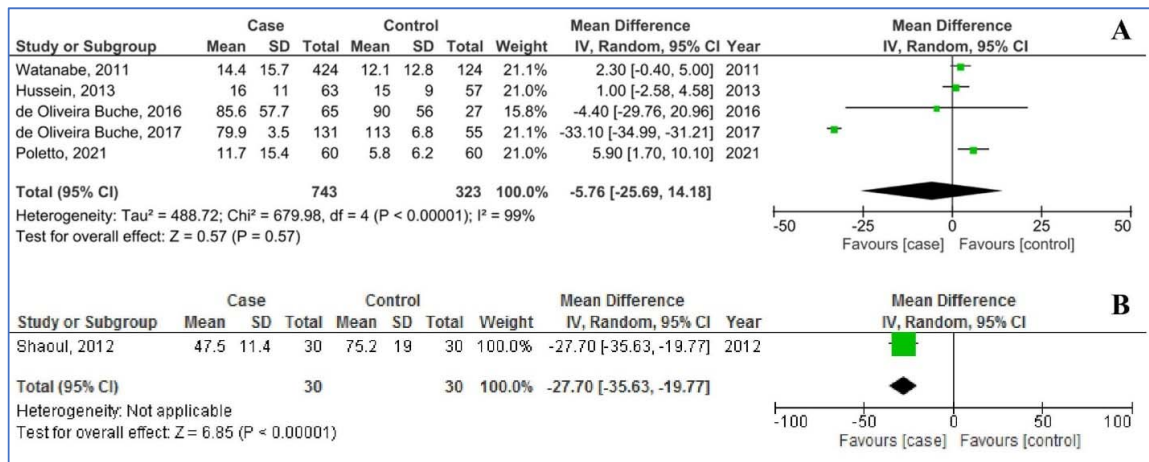 Case Control Mean Difference Mean Difference A
Study or Subgroup Mean SD Total Mean SD Total Weight IV, Random, 95% CI Year IV, Random, 95% CI
Watanabe, 2011 14.4 15.7 424 12.1 12.8 124 21.1% 2.30 [-0.40, 5.00] 2011
Hussein, 2013 16 11 63 15 9 57 21.0% 1.00 [-2.58, 4.58] 2013
de Oliveira Buche, 2016 85.6 57.7 65 90 56 27 15.8% -4.40 [-29.76, 20.96] 2016
de Oliveira Buche, 2017 79.9 3.5 131 113 6.8 55 21.1% -33.10 [-34.99, -31.21] 2017
Poletto, 2021 11.7 15.4 60 5.8 6.2 60 21.0% 5.90 [1.70, 10.10] 2021
Total (95% CI) 743 323 100.0% -5.76 [-25.69, 14.18]
Heterogeneity: Tau² = 488.72; Chi² = 679.98, df = 4 (P < 0.00001); I² = 99%
Test for overall effect: Z = 0.57 (P = 0.57)
-50 -25 0 25 50
Favours [case] Favours [control]
Case Control Mean Difference Mean Difference B
Study or Subgroup Mean SD Total Mean SD Total Weight IV, Random, 95% CI Year IV, Random, 95% CI
Shaoul, 2012 47.5 11.4 30 75.2 19 30 100.0% -27.70 [-35.63, -19.77] 2012
Total (95% CI) 30 30 100.0% -27.70 [-35.63, -19.77]
Heterogeneity: Not applicable
Test for overall effect: Z = 6.85 (P < 0.00001)
-100 -50 0 50 100
Favours [case] Favours [control]